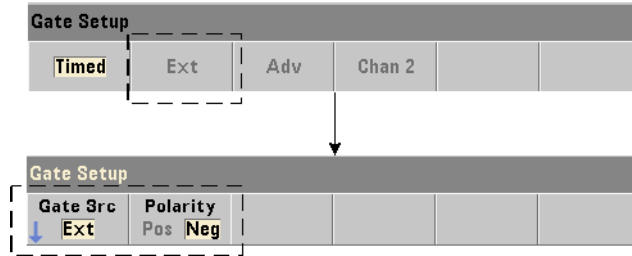 Gate Setup
Timed Ext Adv Chan 2
Gate Setup
Gate Src Polarity
Ext Pos Neg